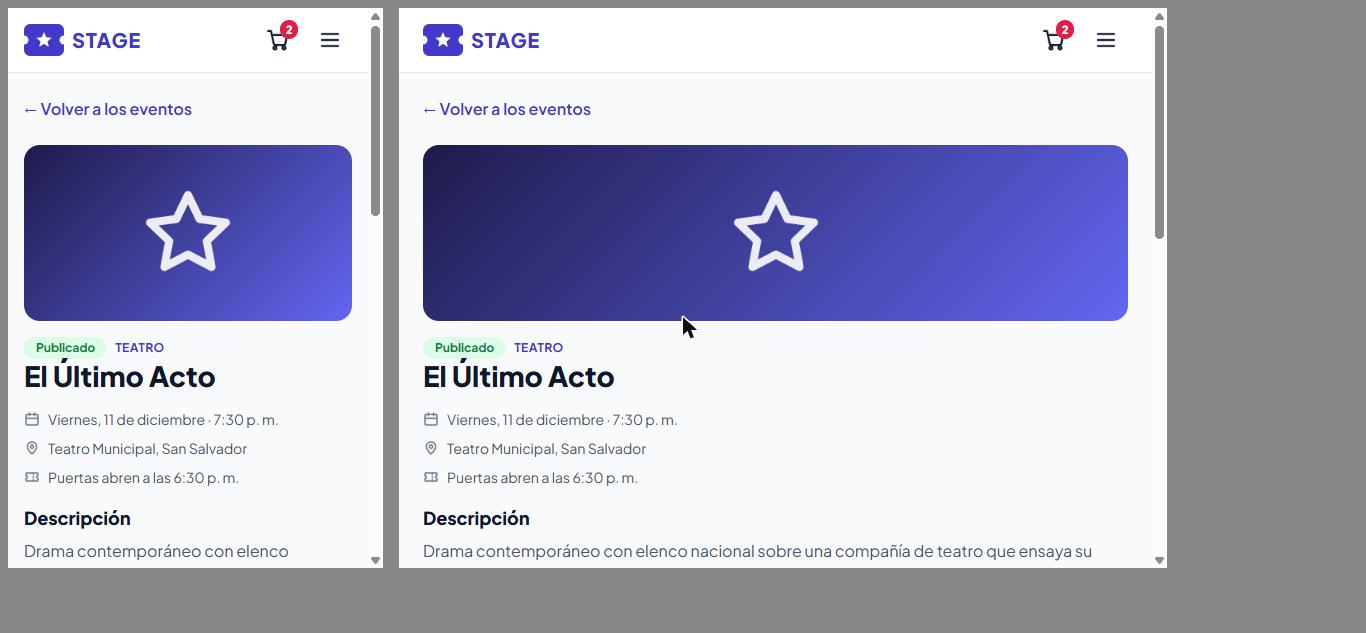 STAGE
2
← Volver a los eventos
Publicado TEATRO
El Último Acto
Viernes, 11 de diciembre · 7:30 p. m.
Teatro Municipal, San Salvador
Puertas abren a las 6:30 p. m.
Descripción
Drama contemporáneo con elenco
STAGE
2
← Volver a los eventos
Publicado TEATRO
El Último Acto
Viernes, 11 de diciembre · 7:30 p. m.
Teatro Municipal, San Salvador
Puertas abren a las 6:30 p. m.
Descripción
Drama contemporáneo con elenco nacional sobre una compañía de teatro que ensaya su